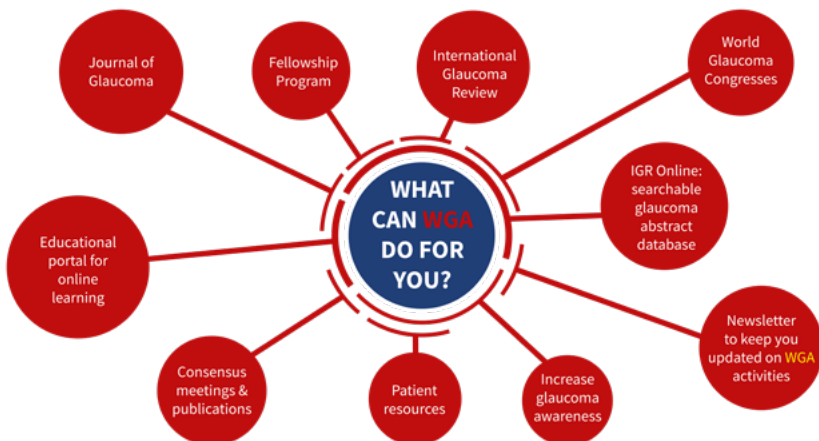 Journal of
Glaucoma
Fellowship
Program
International
Glaucoma
Review
World
Glaucoma
Congresses
WHAT
CAN WGA
DO FOR
YOU?
IGR Online:
searchable
glaucoma
abstract
database
Educational
portal for
online
learning
Newsletter
to keep you
updated on WGA
activities
Consensus
meetings &
publications
Patient
resources
Increase
glaucoma
awareness